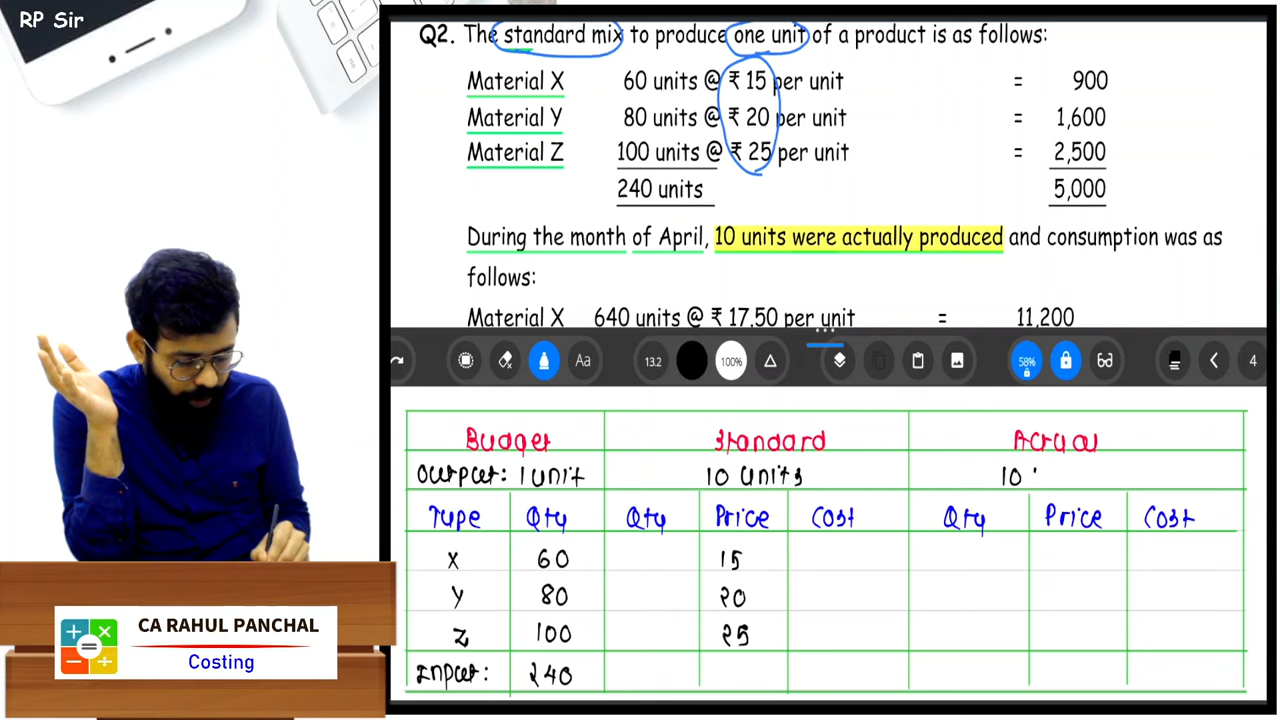 RP Sir
Q2. The standard mix to produce one unit of a product is as follows:
Material X 60 units @ ₹ 15 per unit = 900
Material Y 80 units @ ₹ 20 per unit = 1,600
Material Z 100 units @ ₹ 25 per unit = 2,500
240 units 5,000
During the month of April, 10 units were actually produced and consumption was as
follows:
Material X 640 units @ ₹ 17.50 per unit = 11,200
Aa 13.2 100% 58% 4
Budget Standard Actual
Output: 1 unit 10 units 10
Type Qty Qty Price Cost Qty Price Cost
X 60 15
Y 80 20
Z 100 25
Input: 240
CA RAHUL PANCHAL
Costing